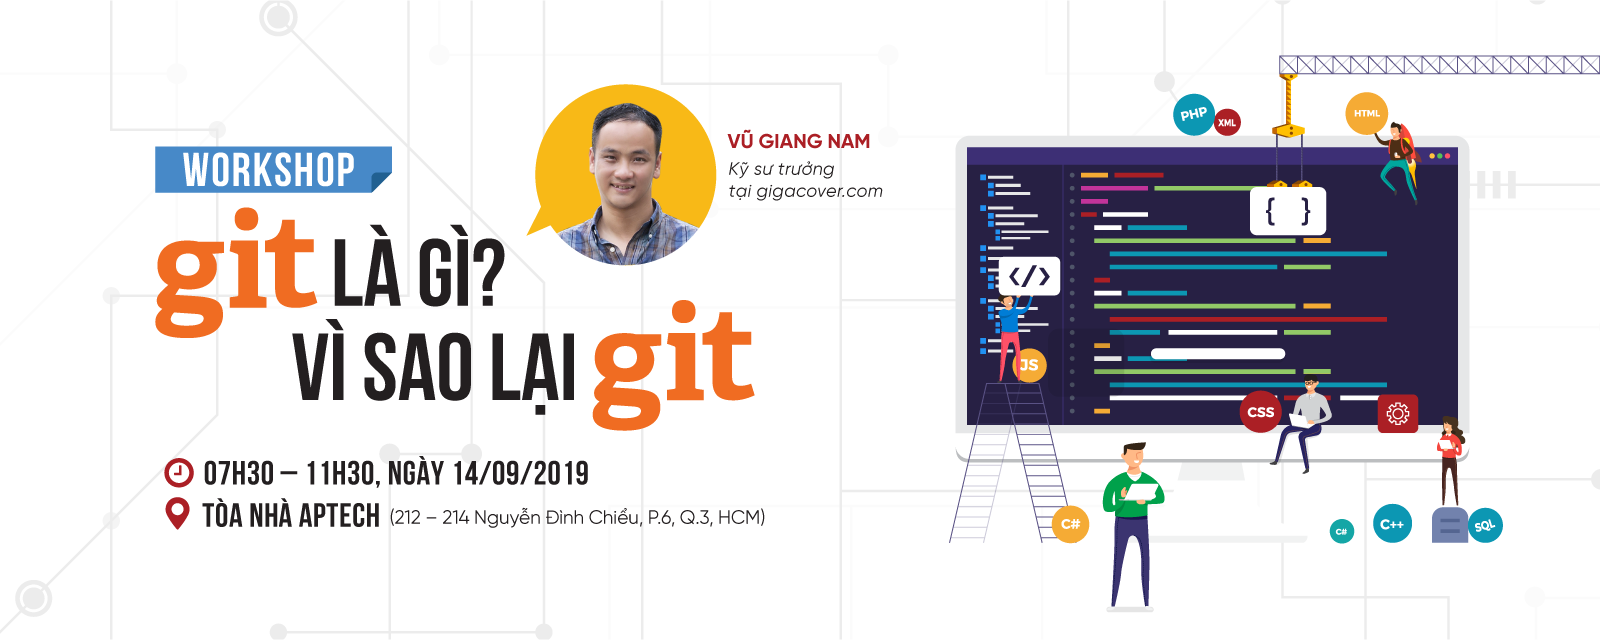 WORKSHOP
git LÀ GÌ?
VÌ SAO LẠI git
VŨ GIANG NAM
Kỹ sư trưởng
tại gigacover.com
07H30 – 11H30, NGÀY 14/09/2019
TÒA NHÀ APTECH (212 – 214 Nguyễn Đình Chiểu, P.6, Q.3, HCM)
PHP
XML
HTML
{ }
</>
JS
CSS
C#
C#
C++
SQL